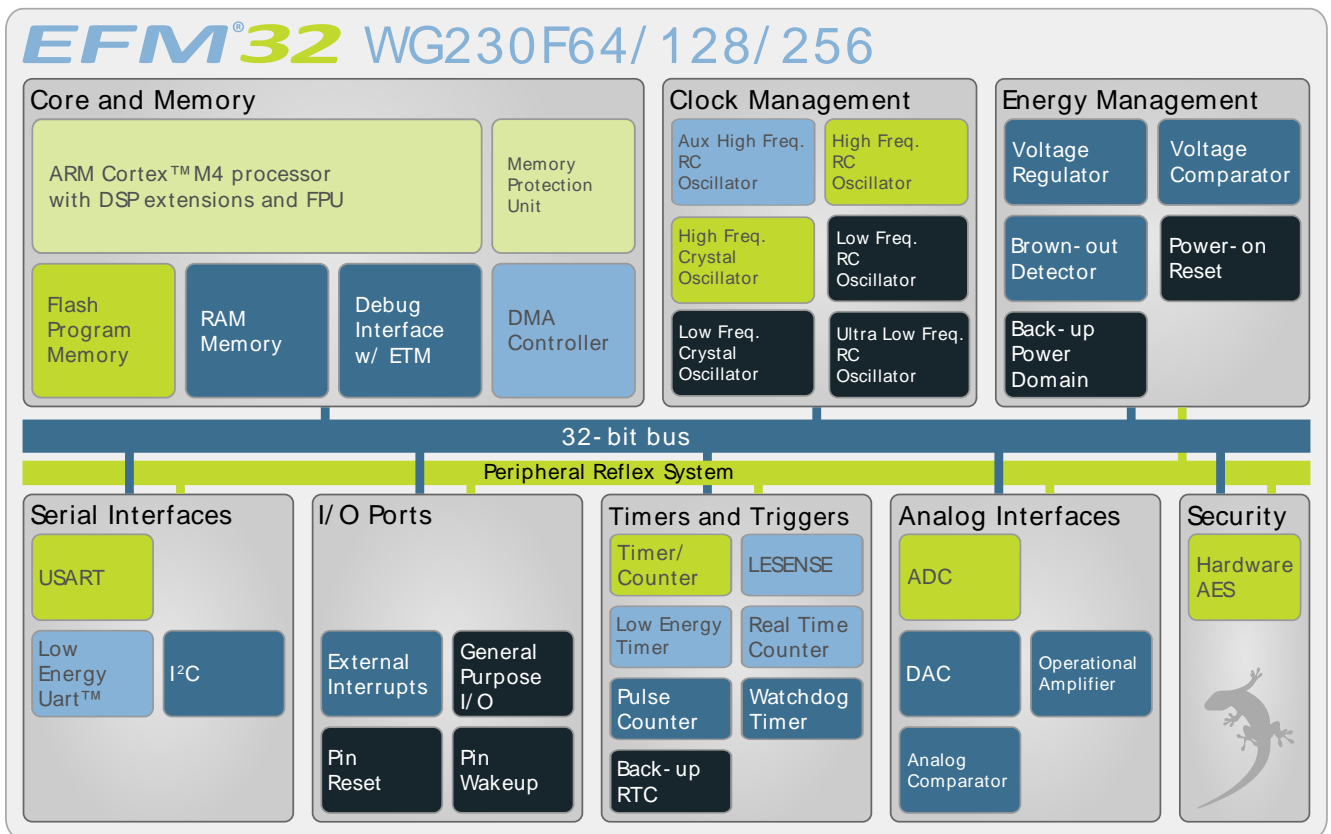 EFM®32 WG230F64/128/256
Core and Memory
ARM Cortex™ M4 processor
with DSP extensions and FPU
Memory
Protection
Unit
Flash
Program
Memory
RAM
Memory
Debug
Interface
w/ ETM
DMA
Controller
Clock Management
Aux High Freq.
RC
Oscillator
High Freq.
RC
Oscillator
High Freq.
Crystal
Oscillator
Low Freq.
RC
Oscillator
Low Freq.
Crystal
Oscillator
Ultra Low Freq.
RC
Oscillator
Energy Management
Voltage
Regulator
Voltage
Comparator
Brown-out
Detector
Power-on
Reset
Back-up
Power
Domain
32-bit bus
Peripheral Reflex System
Serial Interfaces
USART
Low
Energy
Uart™
I²C
I/O Ports
External
Interrupts
General
Purpose
I/O
Pin
Reset
Pin
Wakeup
Timers and Triggers
Timer/
Counter
LESENSE
Low Energy
Timer
Real Time
Counter
Pulse
Counter
Watchdog
Timer
Back-up
RTC
Analog Interfaces
ADC
DAC
Operational
Amplifier
Analog
Comparator
Security
Hardware
AES